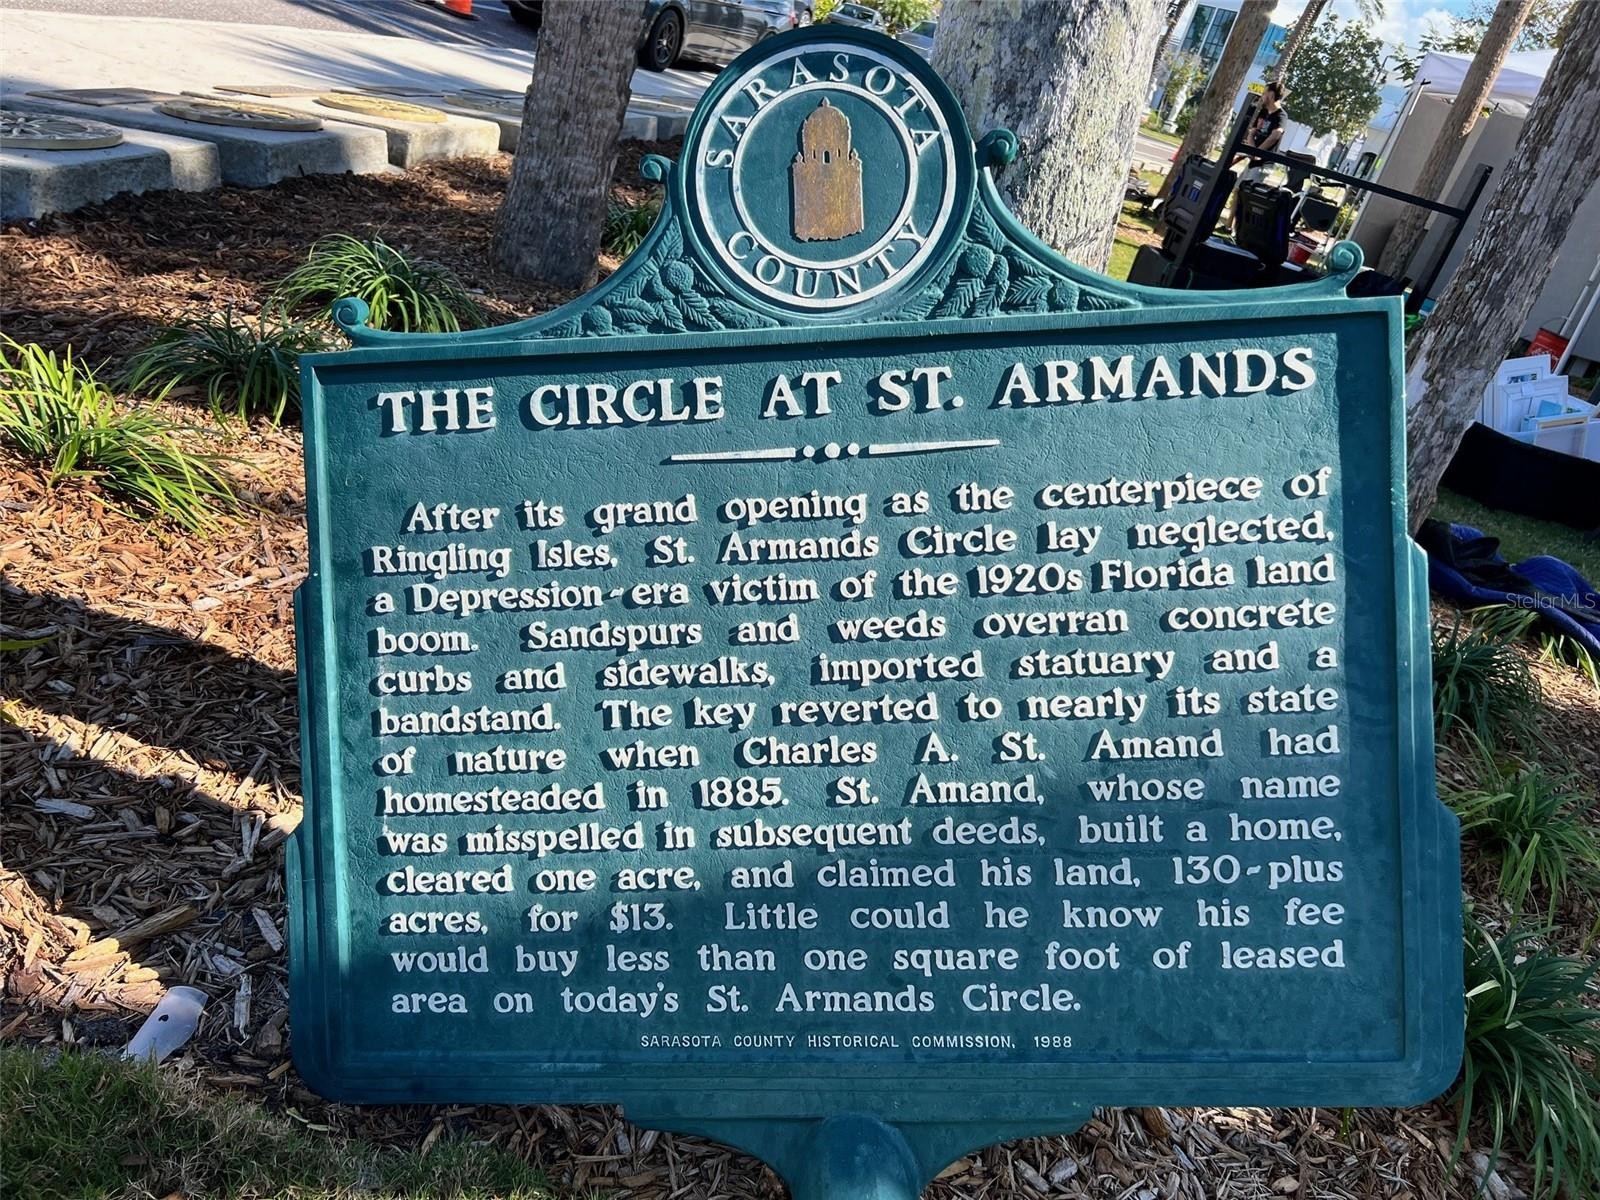 SARASOTA
COUNTY
THE CIRCLE AT ST. ARMANDS
After its grand opening as the centerpiece of
Ringling Isles, St. Armands Circle lay neglected,
a Depression-era victim of the 1920s Florida land
boom. Sandspurs and weeds overran concrete
curbs and sidewalks, imported statuary and a
bandstand. The key reverted to nearly its state
of nature when Charles A. St. Amand had
homesteaded in 1885. St. Amand, whose name
was misspelled in subsequent deeds, built a home,
cleared one acre, and claimed his land, 130-plus
acres, for $13. Little could he know his fee
would buy less than one square foot of leased
area on today's St. Armands Circle.
SARASOTA COUNTY HISTORICAL COMMISSION, 1988
StellarMLS